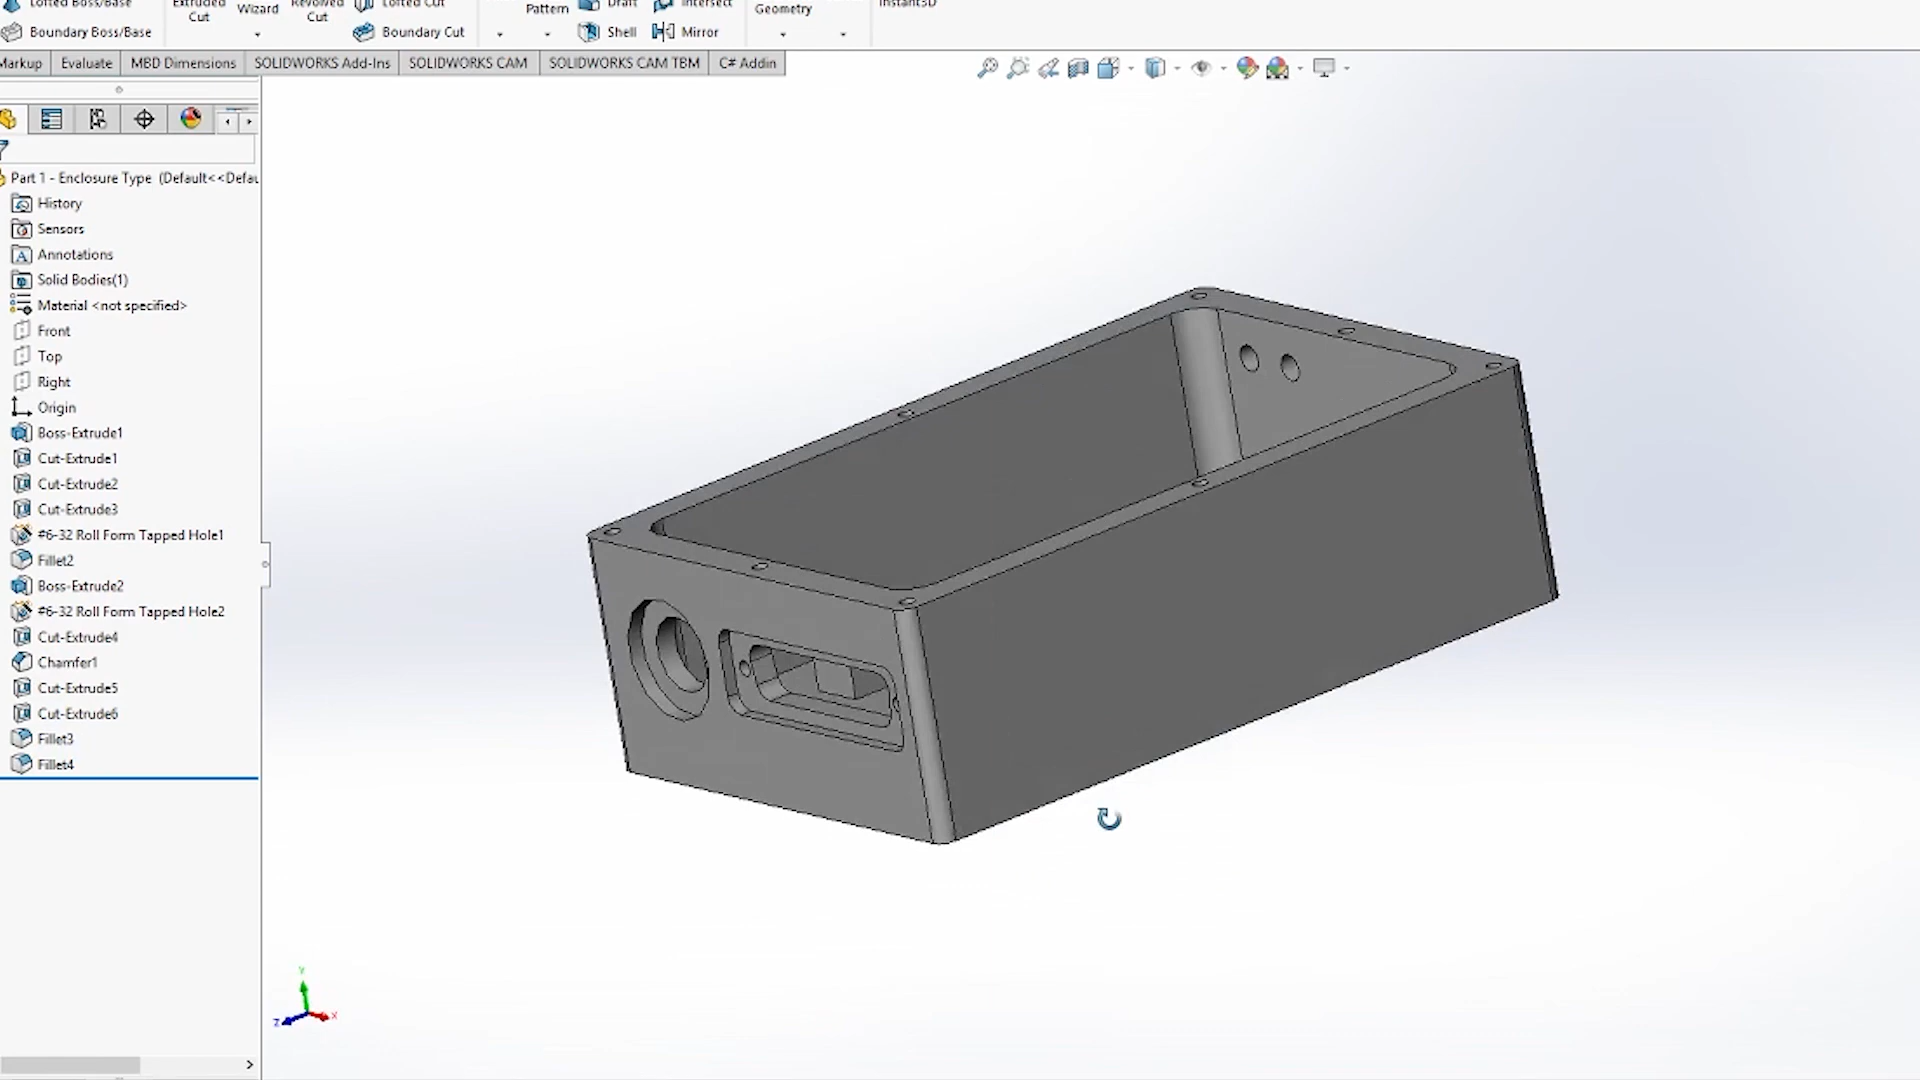 Lofted Boss/Base
Extruded
Cut
Wizard
Revolved
Cut
Lofted Cut
Pattern
Draft
Intersect
Geometry
Instant3D
Boundary Boss/Base
Boundary Cut
Shell
Mirror
Markup
Evaluate
MBD Dimensions
SOLIDWORKS Add-Ins
SOLIDWORKS CAM
SOLIDWORKS CAM TBM
C# Addin
Part 1 - Enclosure Type (Default<<Defau
History
Sensors
Annotations
Solid Bodies(1)
Material <not specified>
Front
Top
Right
Origin
Boss-Extrude1
Cut-Extrude1
Cut-Extrude2
Cut-Extrude3
#6-32 Roll Form Tapped Hole1
Fillet2
Boss-Extrude2
#6-32 Roll Form Tapped Hole2
Cut-Extrude4
Chamfer1
Cut-Extrude5
Cut-Extrude6
Fillet3
Fillet4
Y
Z
X